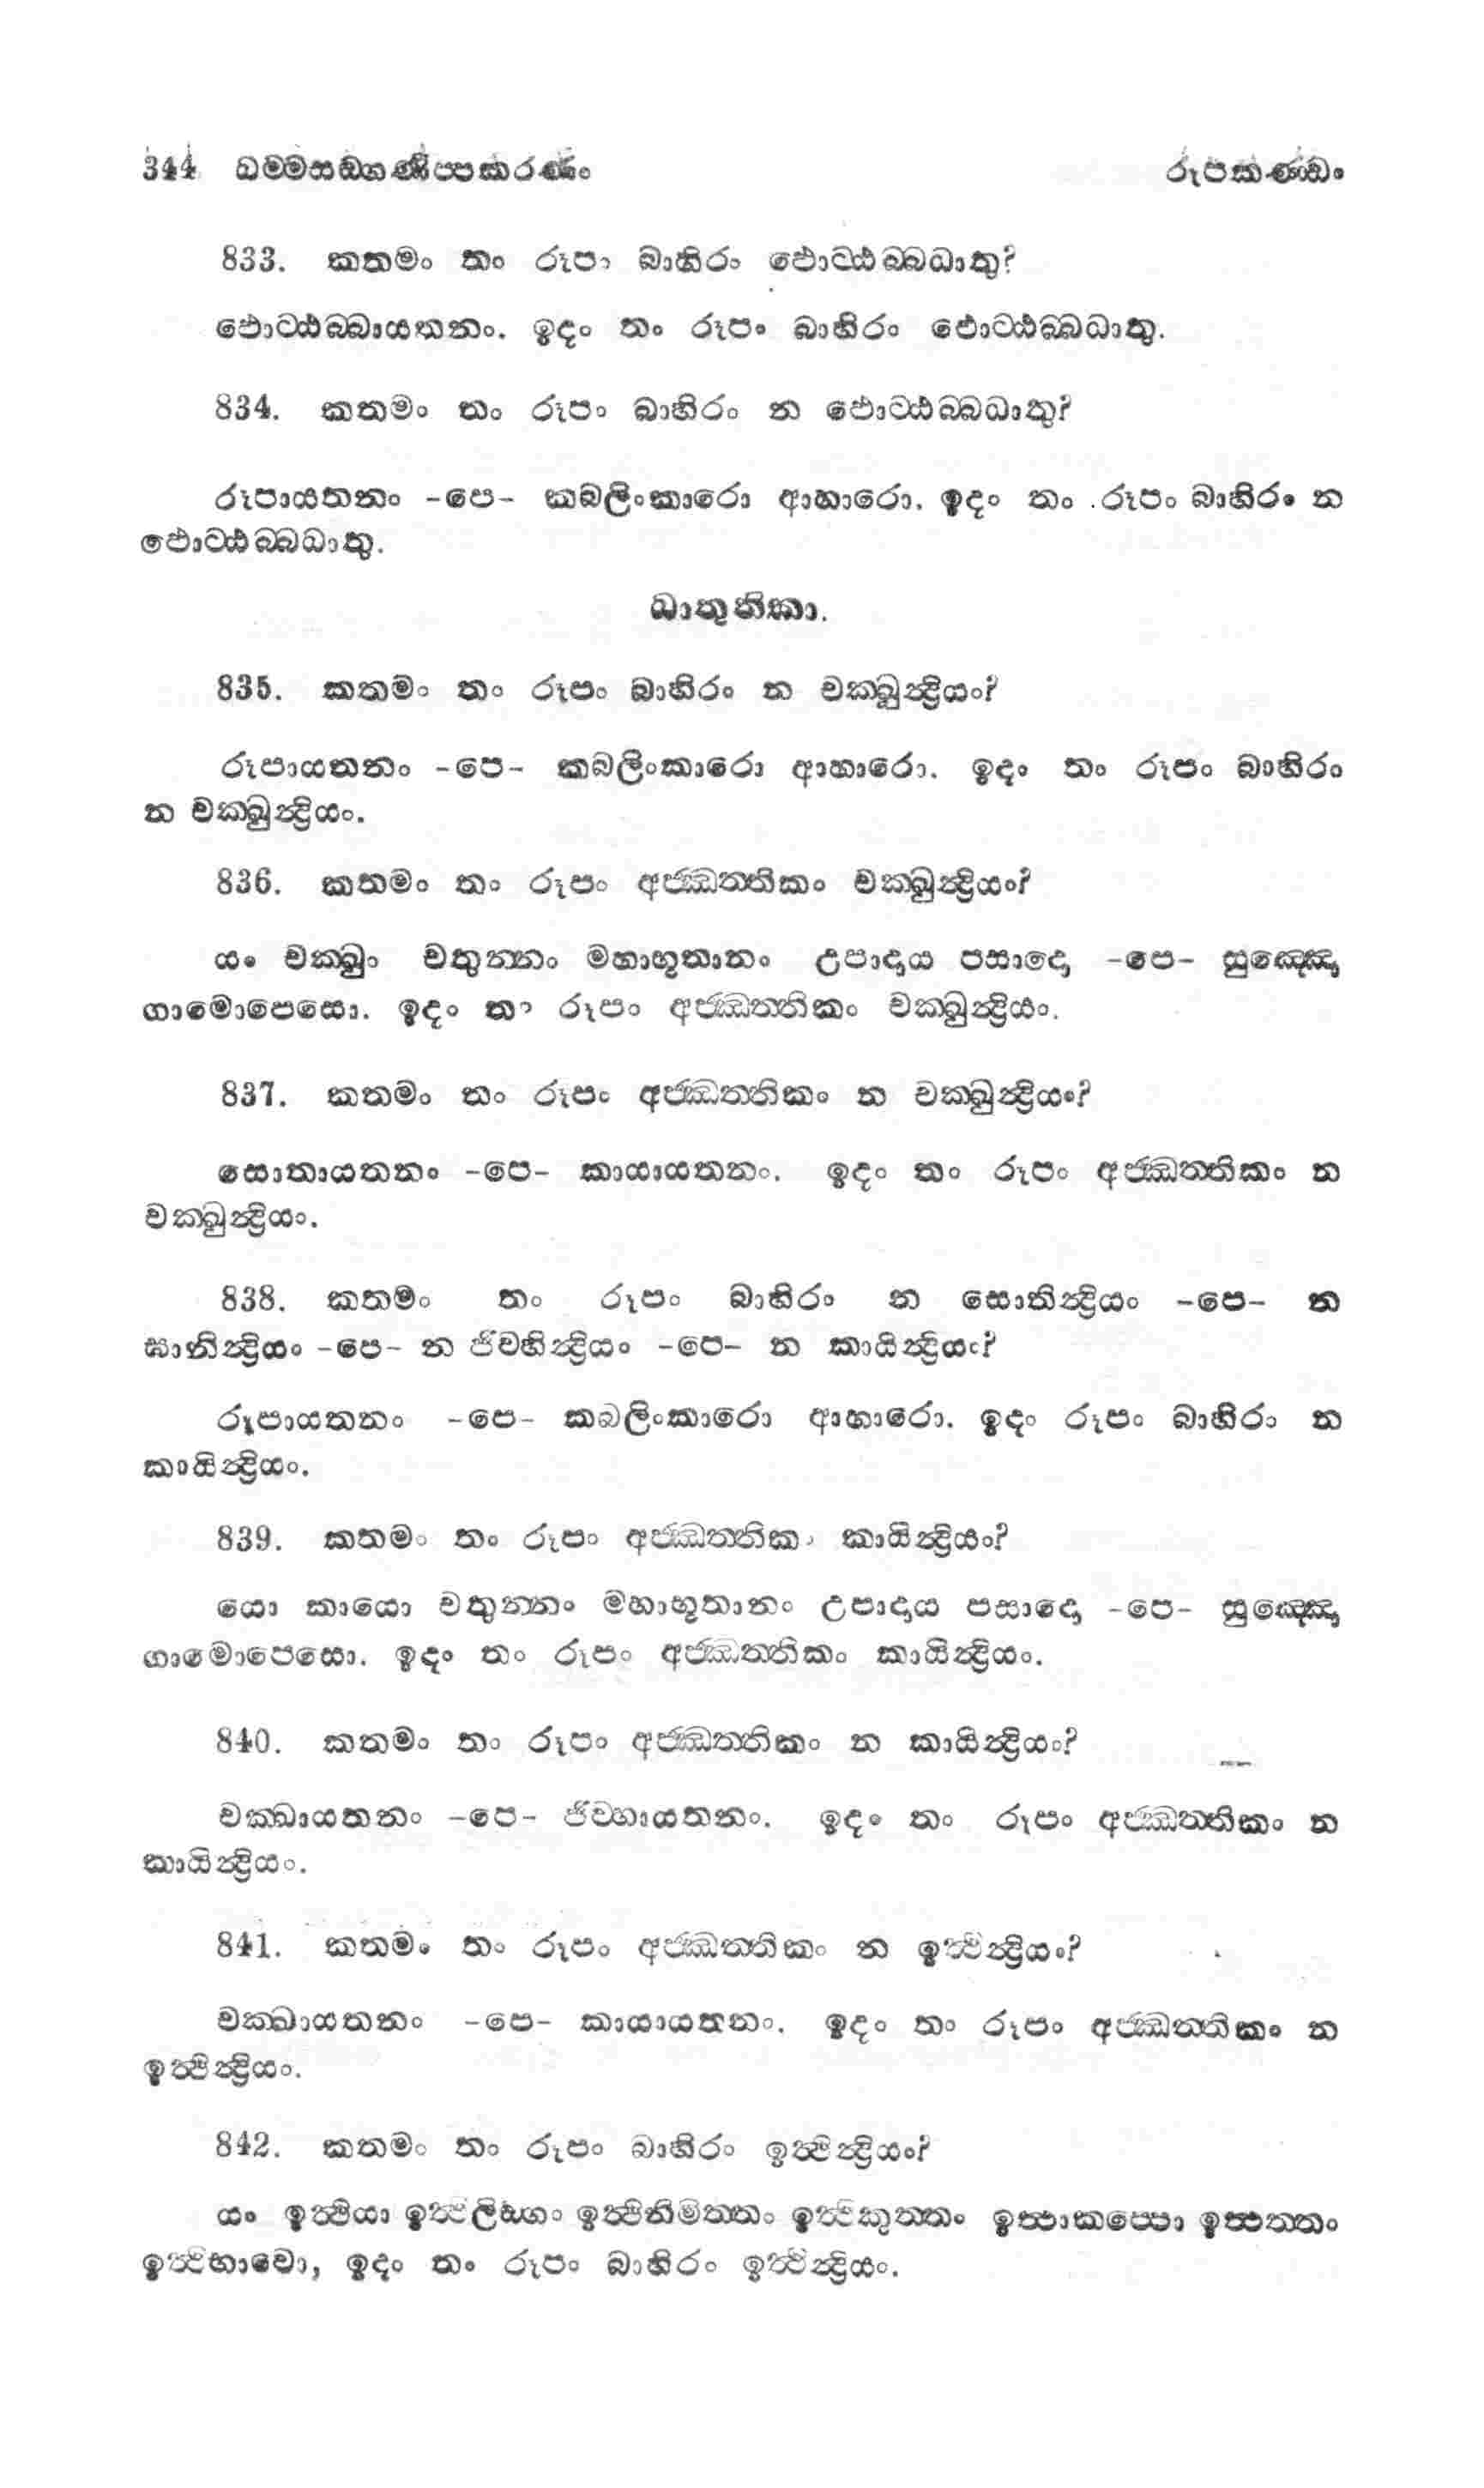 344 ධම්මසඞ්ගණිප්පකරණං රූපකණ්ඩං
833. කතමං තං රූපං බාහිරං ඵොට්ඨබ්බධාතු?
ඵොට්ඨබ්බායතනං. ඉදං තං රූපං බාහිරං ඵොට්ඨබ්බධාතු.
834. කතමං තං රූපං බාහිරං න ඵොට්ඨබ්බධාතු?
රූපායතනං -පෙ- කබලිංකාරො ආහාරො. ඉදං තං රූපං බාහිරං න
ඵොට්ඨබ්බධාතු.
ධාතුතිකා.
835. කතමං තං රූපං බාහිරං න චක්ඛුන්ද්‍රියං?
රූපායතනං -පෙ- කබලිංකාරො ආහාරො. ඉදං තං රූපං බාහිරං
න චක්ඛුන්ද්‍රියං.
836. කතමං තං රූපං අජ්ඣත්තිකං චක්ඛුන්ද්‍රියං?
යං චක්ඛුං චතුන්නං මහාභූතානං උපාදාය පසාදො -පෙ- සුඤ්ඤො
ගාමොපෙසො. ඉදං තං රූපං අජ්ඣත්තිකං චක්ඛුන්ද්‍රියං.
837. කතමං තං රූපං අජ්ඣත්තිකං න චක්ඛුන්ද්‍රියං?
සොතායතනං -පෙ- කායායතනං. ඉදං තං රූපං අජ්ඣත්තිකං න
චක්ඛුන්ද්‍රියං.
838. කතමං තං රූපං බාහිරං න සොතින්ද්‍රියං -පෙ- න
ඝානින්ද්‍රියං -පෙ- න ජිව්හින්ද්‍රියං -පෙ- න කායින්ද්‍රියං?
රූපායතනං -පෙ- කබලිංකාරො ආහාරො. ඉදං රූපං බාහිරං න
කායින්ද්‍රියං.
839. කතමං තං රූපං අජ්ඣත්තිකං කායින්ද්‍රියං?
යො කායො චතුන්නං මහාභූතානං උපාදාය පසාදො -පෙ- සුඤ්ඤො
ගාමොපෙසො. ඉදං තං රූපං අජ්ඣත්තිකං කායින්ද්‍රියං.
840. කතමං තං රූපං අජ්ඣත්තිකං න කායින්ද්‍රියං?
චක්ඛායතනං -පෙ- ජිව්හායතනං. ඉදං තං රූපං අජ්ඣත්තිකං න
කායින්ද්‍රියං.
841. කතමං තං රූපං අජ්ඣත්තිකං න ඉත්ථින්ද්‍රියං?
චක්ඛායතනං -පෙ- කායායතනං. ඉදං තං රූපං අජ්ඣත්තිකං න
ඉත්ථින්ද්‍රියං.
842. කතමං තං රූපං බාහිරං ඉත්ථින්ද්‍රියං?
යං ඉත්ථියා ඉත්ථිලිඞ්ගං ඉත්ථිනිමිත්තං ඉත්ථිකුත්තං ඉත්ථාකප්පො ඉත්ථත්තං
ඉත්ථිභාවො, ඉදං තං රූපං බාහිරං ඉත්ථින්ද්‍රියං.